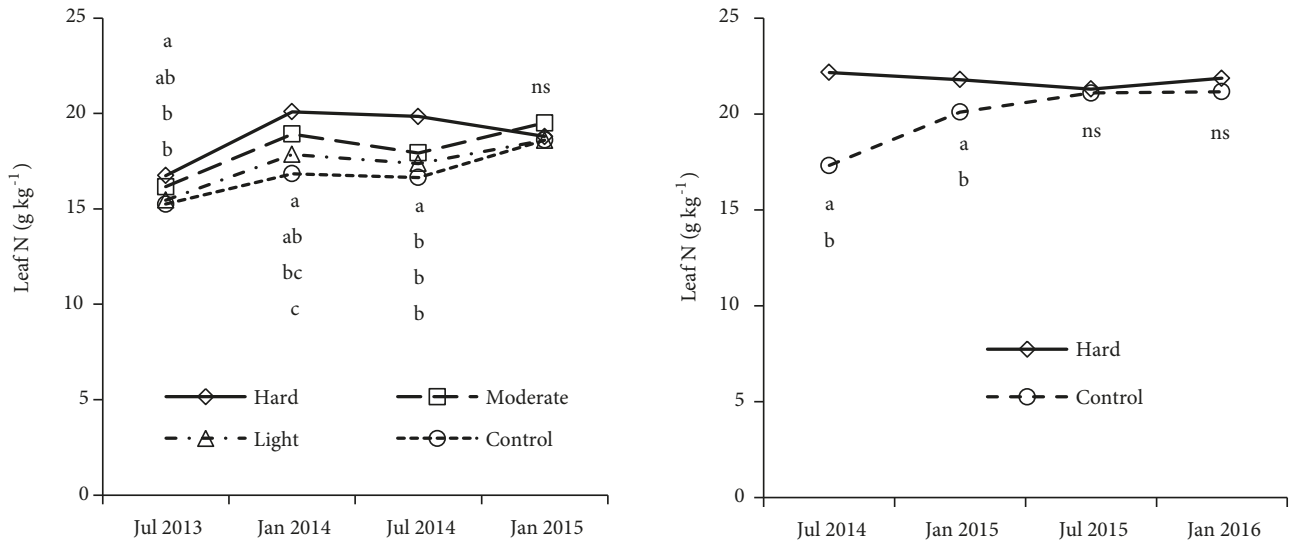 25
20
15
10
5
0
Leaf N (g kg⁻¹)
a
ab
b
b
a
ab
bc
c
a
b
b
b
ns
Hard
Moderate
Light
Control
Jul 2013
Jan 2014
Jul 2014
Jan 2015
25
20
15
10
5
0
Leaf N (g kg⁻¹)
a
b
a
b
ns
ns
Hard
Control
Jul 2014
Jan 2015
Jul 2015
Jan 2016